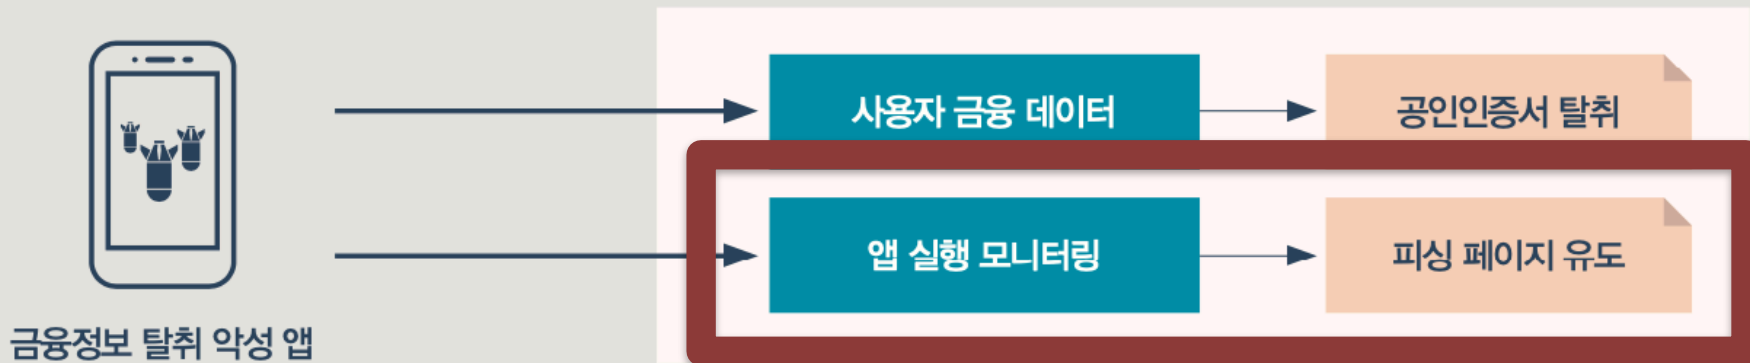 사용자 금융 데이터
공인인증서 탈취
앱 실행 모니터링
피싱 페이지 유도
금융정보 탈취 악성 앱